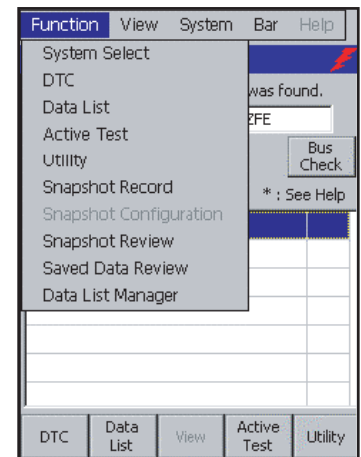 Function View System Bar Help
System Select
DTC
Data List
Active Test
Utility
Snapshot Record
Snapshot Configuration
Snapshot Review
Saved Data Review
Data List Manager
was found.
ZFE
Bus
Check
* : See Help
DTC
Data
List
View
Active
Test
Utility